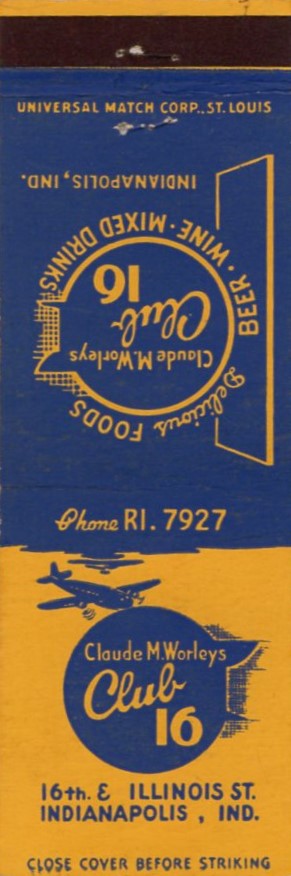 UNIVERSAL MATCH CORP., ST. LOUIS
INDIANAPOLIS, IND.
BEER · WINE · MIXED DRINKS
Claude M. Worleys
Club
16
Delicious FOODS
Phone RI. 7927
Claude M. Worleys
Club
16
16th. & ILLINOIS ST.
INDIANAPOLIS , IND.
CLOSE COVER BEFORE STRIKING